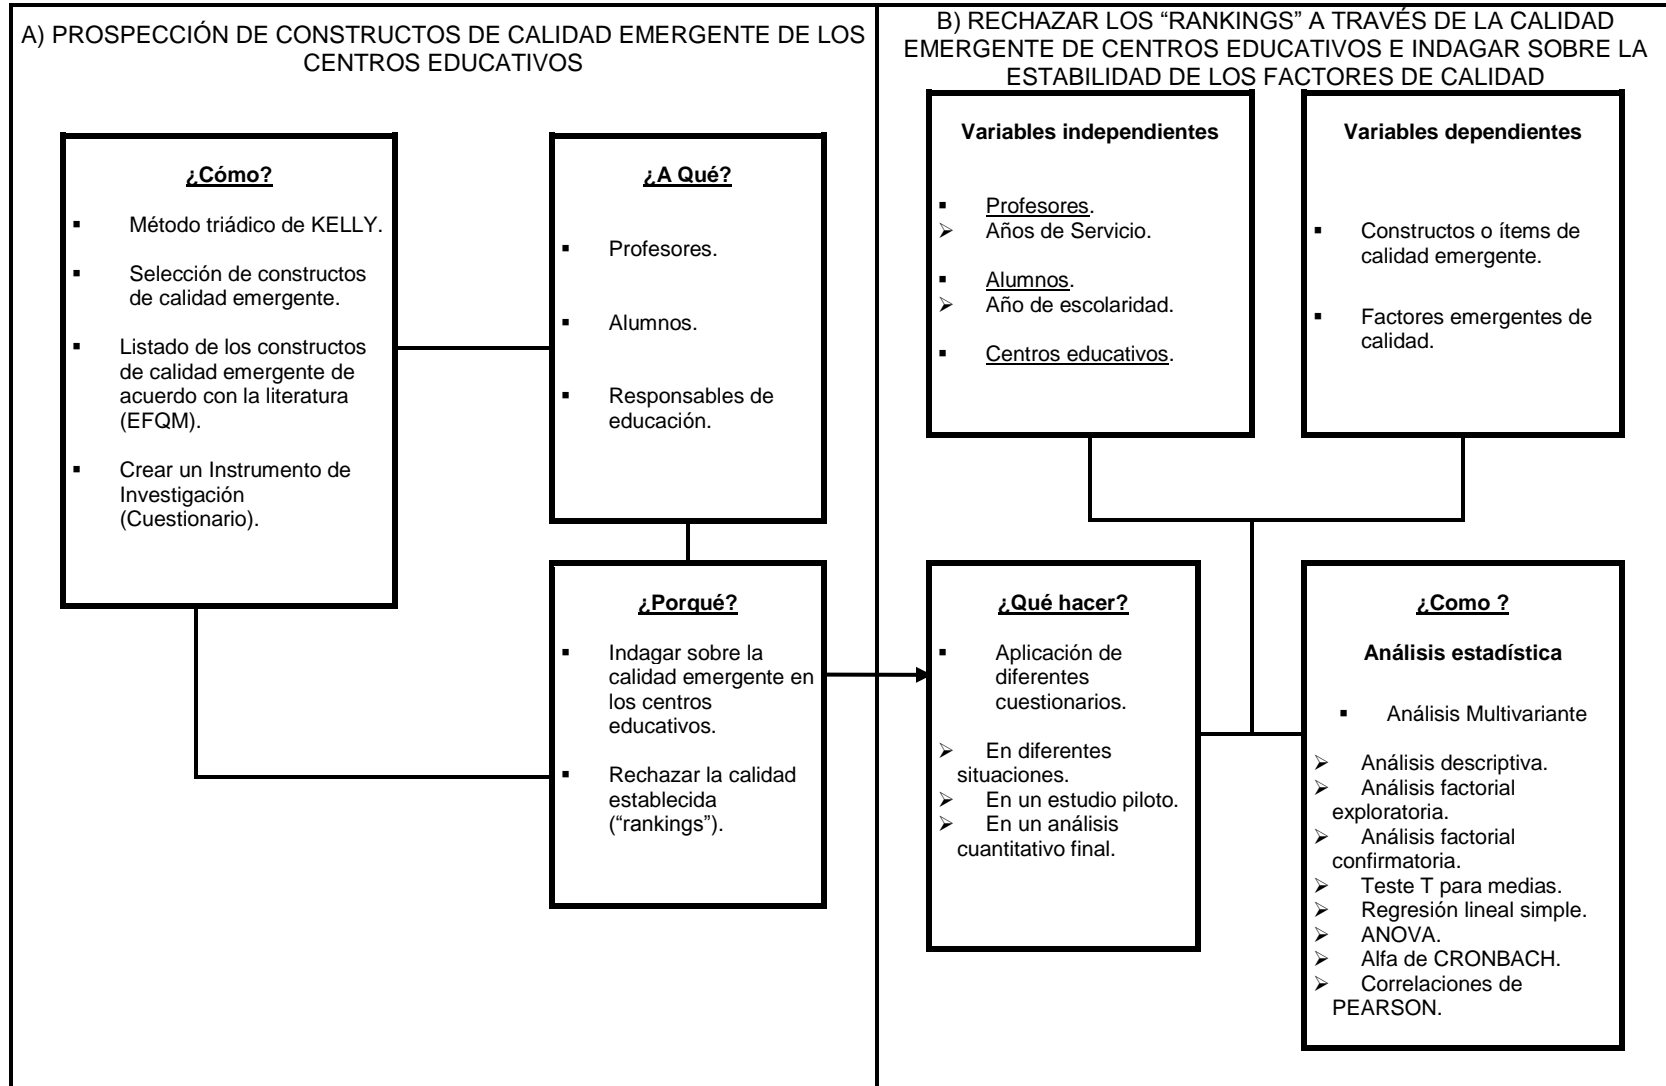 A) PROSPECCIÓN DE CONSTRUCTOS DE CALIDAD EMERGENTE DE LOS
CENTROS EDUCATIVOS
¿Cómo?
▪ Método triádico de KELLY.
▪ Selección de constructos
de calidad emergente.
▪ Listado de los constructos
de calidad emergente de
acuerdo con la literatura
(EFQM).
▪ Crear un Instrumento de
Investigación
(Cuestionario).
¿A Qué?
▪ Profesores.
▪ Alumnos.
▪ Responsables de
educación.
¿Porqué?
▪ Indagar sobre la
calidad emergente en
los centros
educativos.
▪ Rechazar la calidad
establecida
(“rankings”).
B) RECHAZAR LOS “RANKINGS” A TRAVÉS DE LA CALIDAD
EMERGENTE DE CENTROS EDUCATIVOS E INDAGAR SOBRE LA
ESTABILIDAD DE LOS FACTORES DE CALIDAD
Variables independientes
▪ Profesores.
➢ Años de Servicio.
▪ Alumnos.
➢ Año de escolaridad.
▪ Centros educativos.
Variables dependientes
▪ Constructos o ítems de
calidad emergente.
▪ Factores emergentes de
calidad.
¿Qué hacer?
▪ Aplicación de
diferentes
cuestionarios.
➢ En diferentes
situaciones.
➢ En un estudio piloto.
➢ En un análisis
cuantitativo final.
¿Como ?
Análisis estadística
▪ Análisis Multivariante
➢ Análisis descriptiva.
➢ Análisis factorial
exploratoria.
➢ Análisis factorial
confirmatoria.
➢ Teste T para medias.
➢ Regresión lineal simple.
➢ ANOVA.
➢ Alfa de CRONBACH.
➢ Correlaciones de
PEARSON.